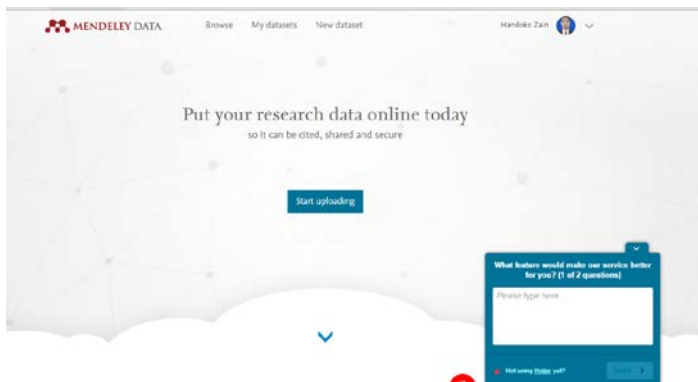 MENDELEY DATA
Browse My datasets New dataset
Handoko Zain
Put your research data online today
so it can be cited, shared and secure
Start uploading
What feature would make our service better
for you? (1 of 2 questions)
Please type here
Not using Hotjar yet?